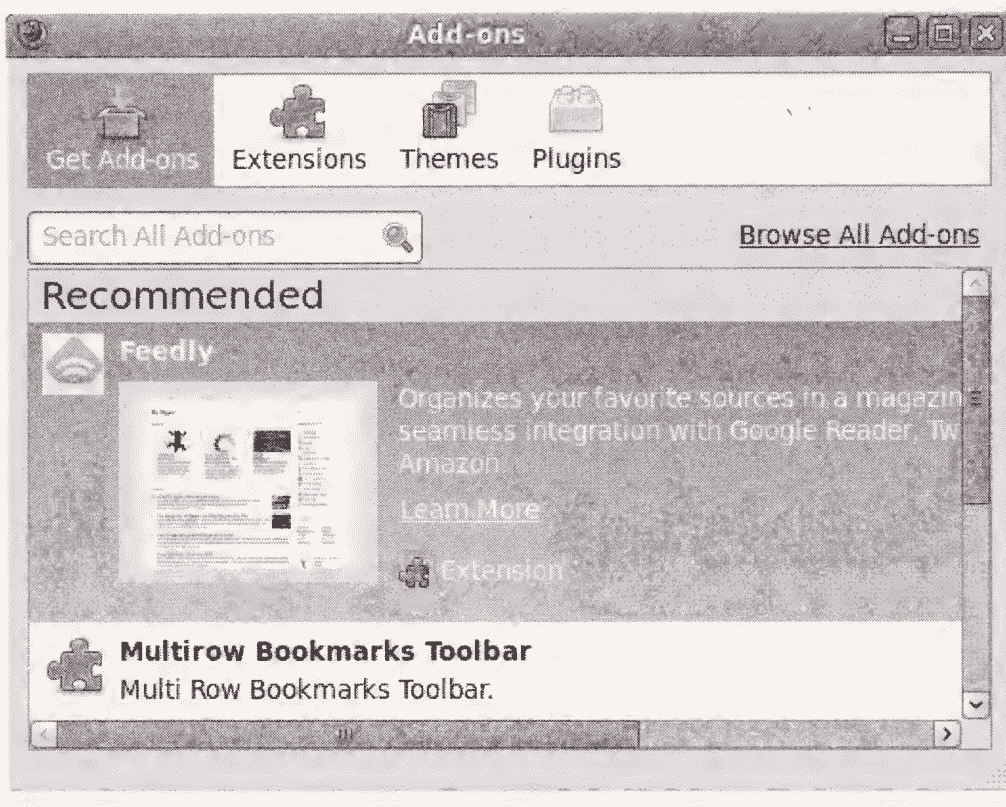 Add-ons
Get Add-ons
Extensions
Themes
Plugins
Search All Add-ons
Browse All Add-ons
Recommended
Feedly
Organizes your favorite sources in a magazin
seamless integration with Google Reader, Tw
Amazon
Learn More
Extension
Multirow Bookmarks Toolbar
Multi Row Bookmarks Toolbar.